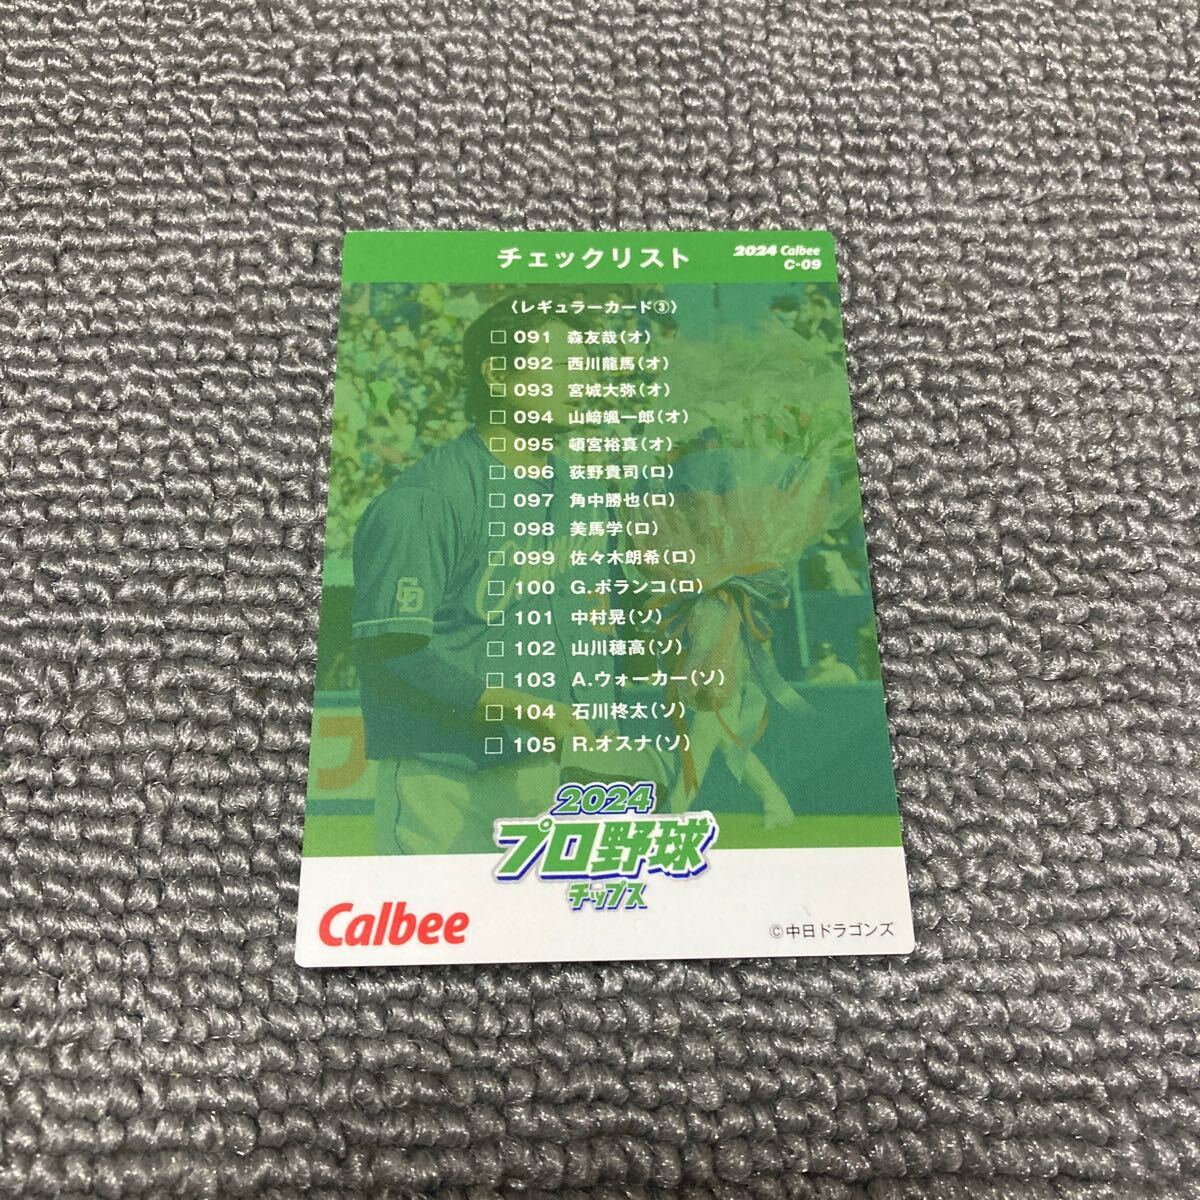 チェックリスト
2024 Calbee
C-09
〈レギュラーカード③〉
□ 091 森友哉(オ)
□ 092 西川龍馬(オ)
□ 093 宮城大弥(オ)
□ 094 山﨑颯一郎(オ)
□ 095 頓宮裕真(オ)
□ 096 荻野貴司(ロ)
□ 097 角中勝也(ロ)
□ 098 美馬学(ロ)
□ 099 佐々木朗希(ロ)
□ 100 G.ポランコ(ロ)
□ 101 中村晃(ソ)
□ 102 山川穂高(ソ)
□ 103 A.ウォーカー(ソ)
□ 104 石川柊太(ソ)
□ 105 R.オスナ(ソ)
2024
プロ野球
チップス
Calbee
©中日ドラゴンズ
CD